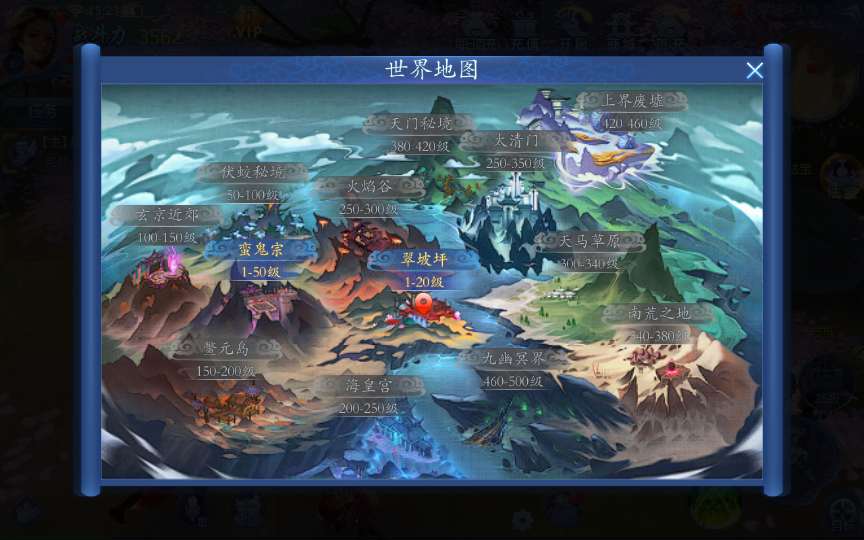 世界地图
上界废墟
420-460级
天门秘境
380-420级
太清门
250-350级
伏蛟秘境
50-100级
火焰谷
250-300级
玄京近郊
100-150级
蛮鬼宗
1-50级
翠坡坪
1-20级
天马草原
300-340级
南荒之地
340-380级
鳌元岛
150-200级
九幽冥界
460-500级
海皇宫
200-250级